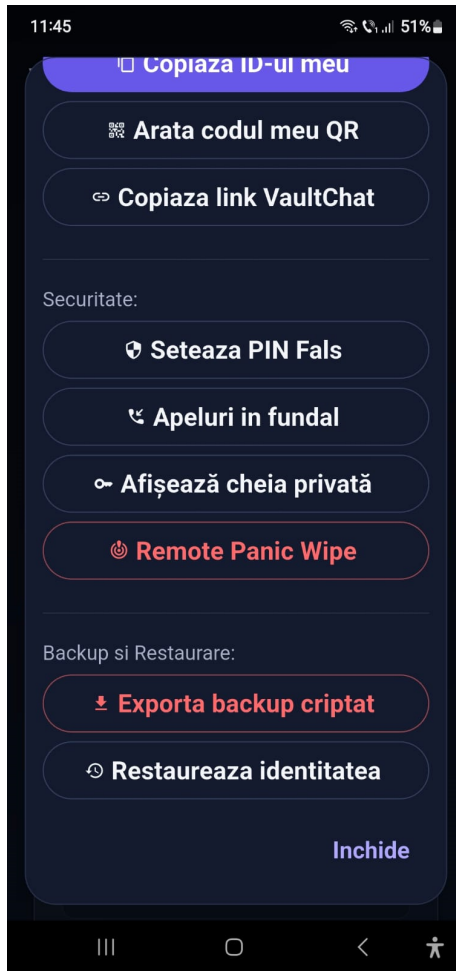 11:45
51%
Copiaza ID-ul meu
Arata codul meu QR
Copiaza link VaultChat
Securitate:
Seteaza PIN Fals
Apeluri in fundal
Afișează cheia privată
Remote Panic Wipe
Backup si Restaurare:
Exporta backup criptat
Restaureaza identitatea
Inchide